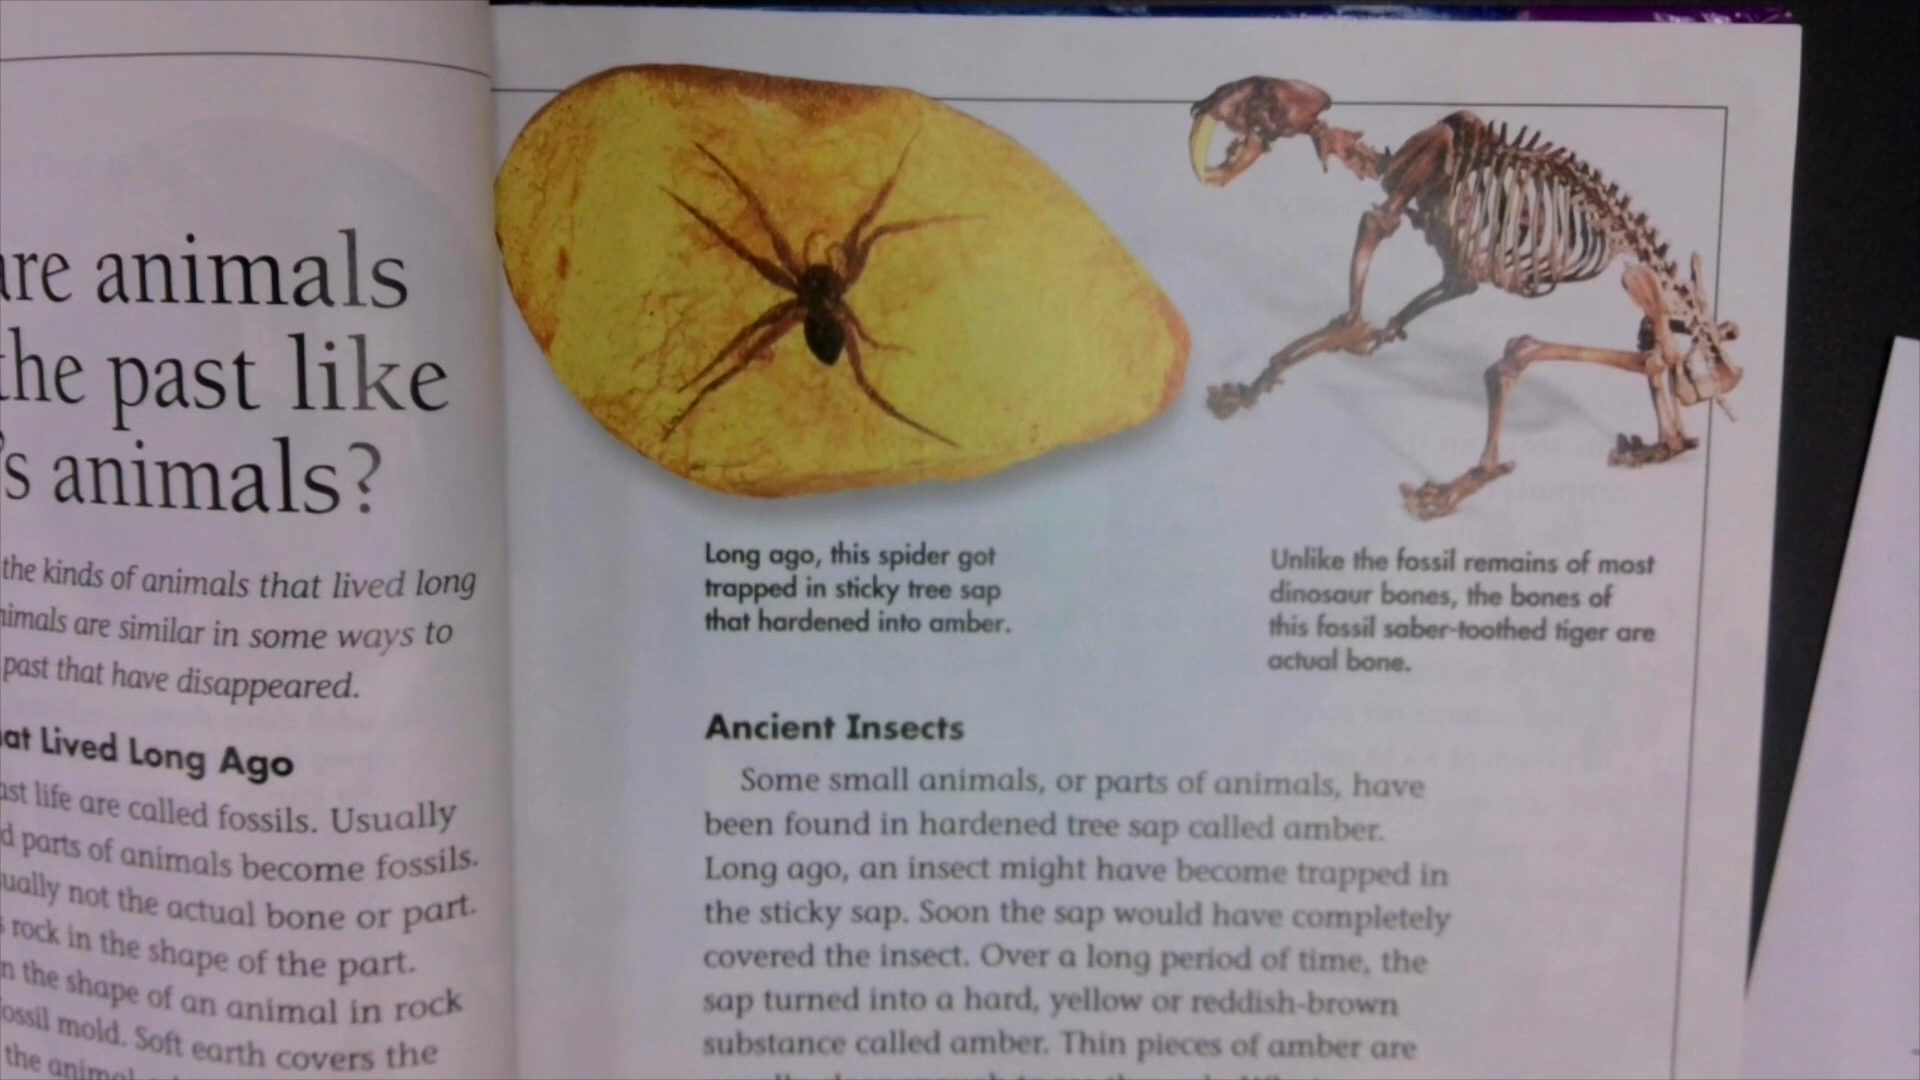 are animals
the past like
's animals?
the kinds of animals that lived long
nimals are similar in some ways to
past that have disappeared.
at Lived Long Ago
ast life are called fossils. Usually
d parts of animals become fossils.
ually not the actual bone or part.
s rock in the shape of the part.
n the shape of an animal in rock
ossil mold. Soft earth covers the
the animal
Long ago, this spider got
trapped in sticky tree sap
that hardened into amber.
Unlike the fossil remains of most
dinosaur bones, the bones of
this fossil saber-toothed tiger are
actual bone.
Ancient Insects
Some small animals, or parts of animals, have
been found in hardened tree sap called amber.
Long ago, an insect might have become trapped in
the sticky sap. Soon the sap would have completely
covered the insect. Over a long period of time, the
sap turned into a hard, yellow or reddish-brown
substance called amber. Thin pieces of amber are